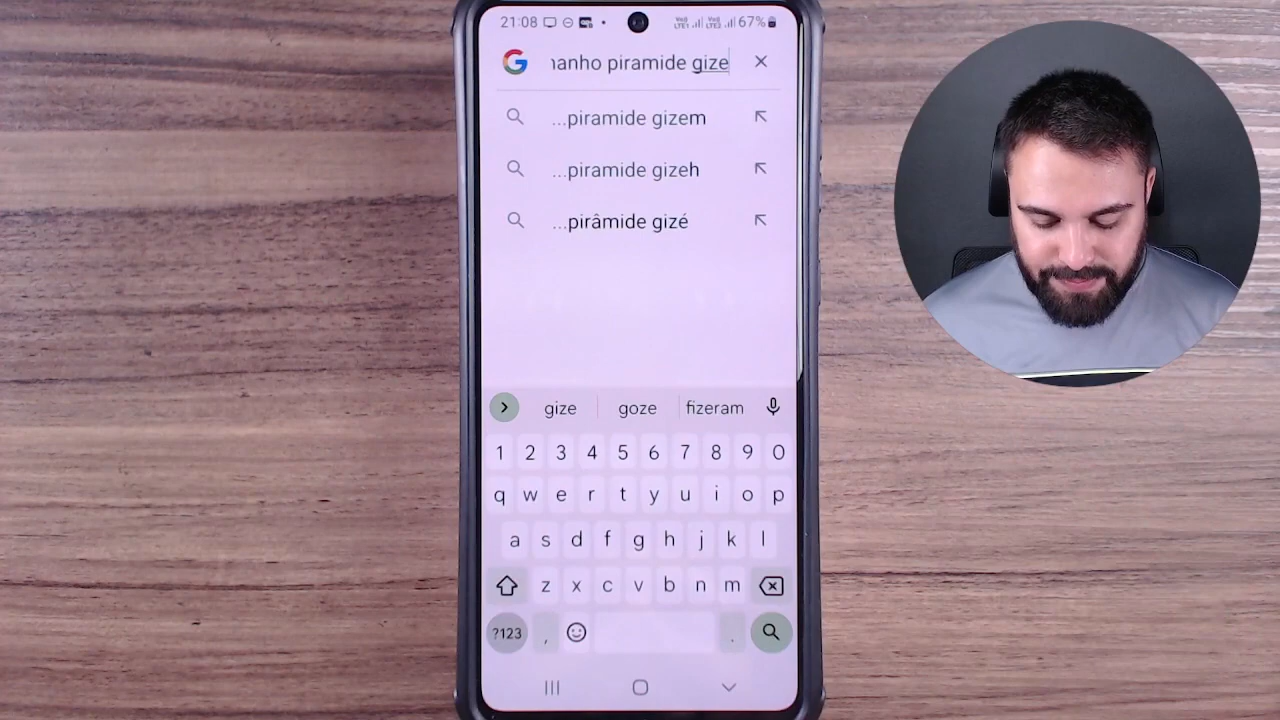 21:08 67%
piramide gize
...piramide gizem
...piramide gizeh
...pirâmide gizé
gize goze fizeram
1 2 3 4 5 6 7 8 9 0
q w e r t y u i o p
a s d f g h j k l
z x c v b n m
?123 , .